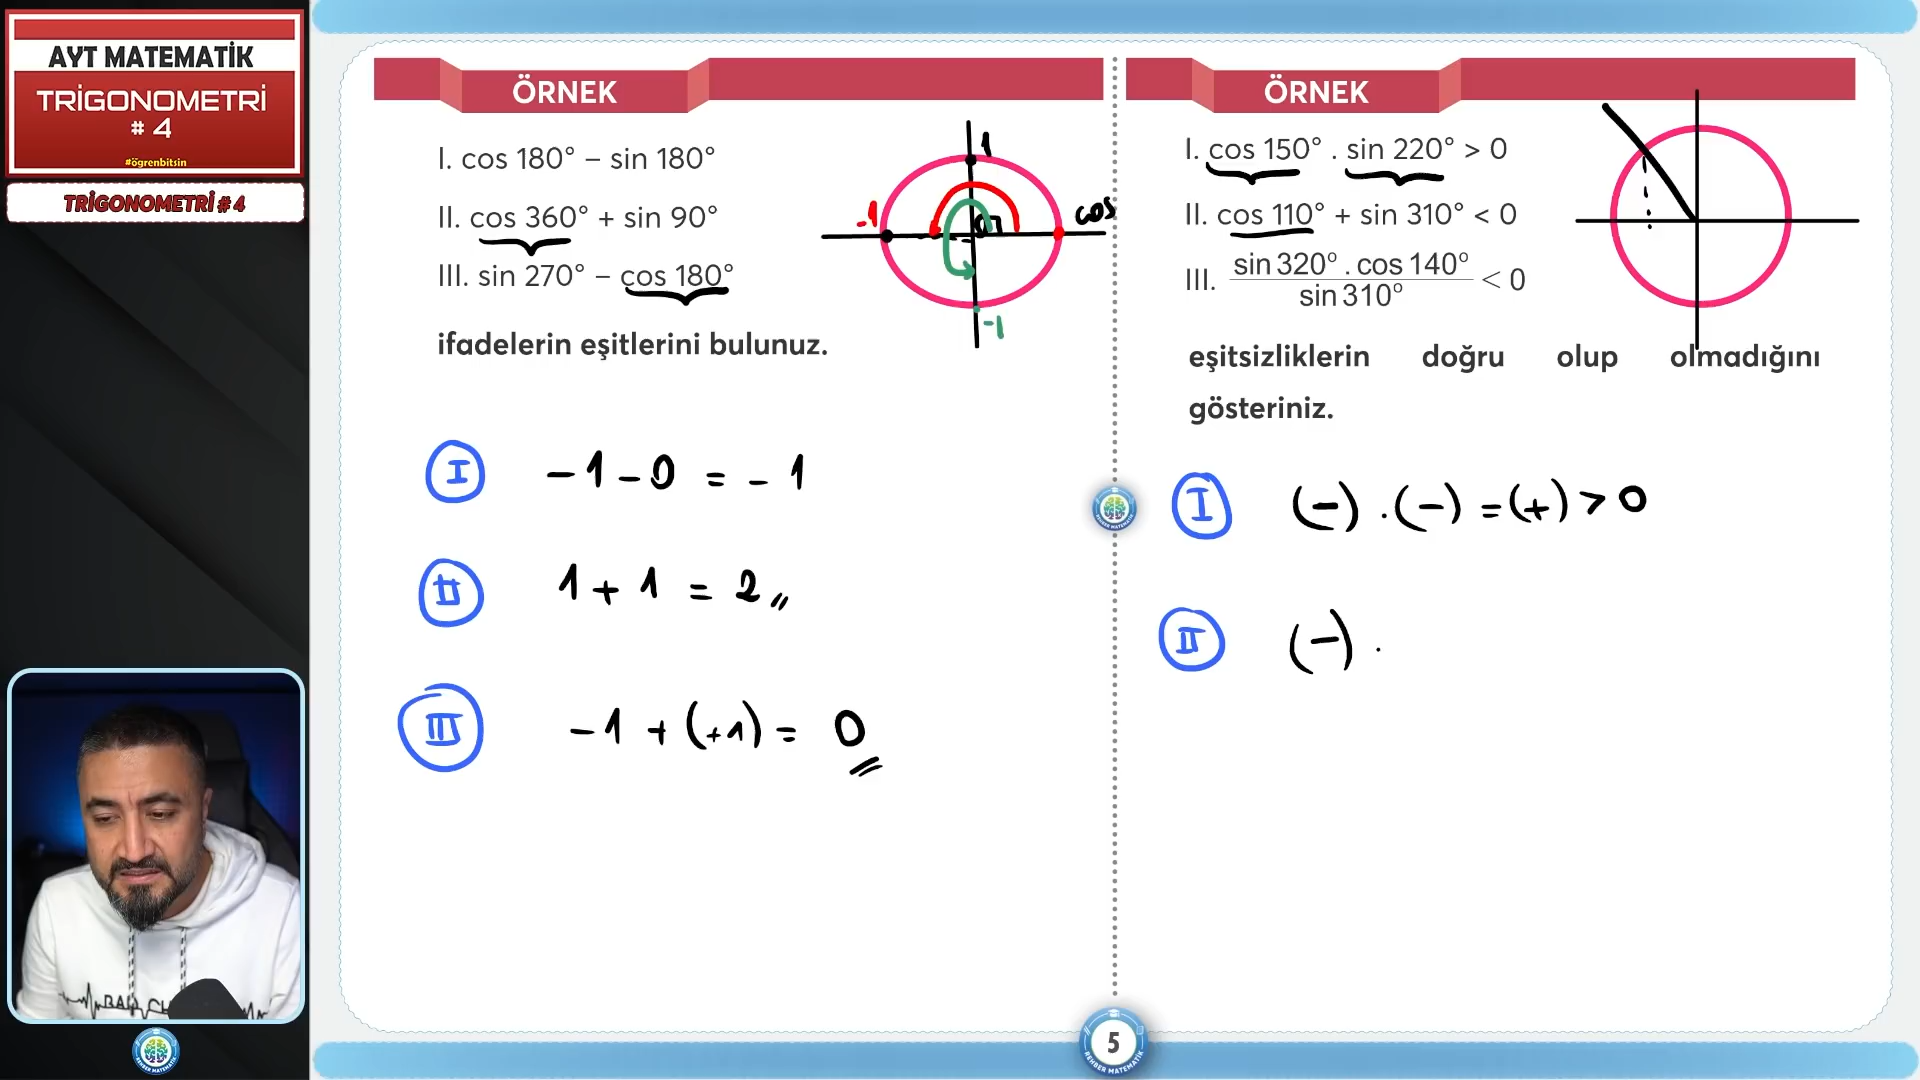 AYT MATEMATİK
TRİGONOMETRİ
# 4
#ögrenbitsin
TRİGONOMETRİ # 4
ÖRNEK
I. cos 180° – sin 180°
II. cos 360° + sin 90°
III. sin 270° – cos 180°
ifadelerin eşitlerini bulunuz.
1
-1
cos
-1
I -1 - 0 = - 1
II 1 + 1 = 2
III -1 + (+1) = 0
ÖRNEK
I. cos 150° . sin 220° > 0
II. cos 110° + sin 310° < 0
III. sin 320° . cos 140° / sin 310° < 0
eşitsizliklerin doğru olup olmadığını
gösteriniz.
I (-) . (-) = (+) > 0
II (-) .
5
REHBER MATEMATİK